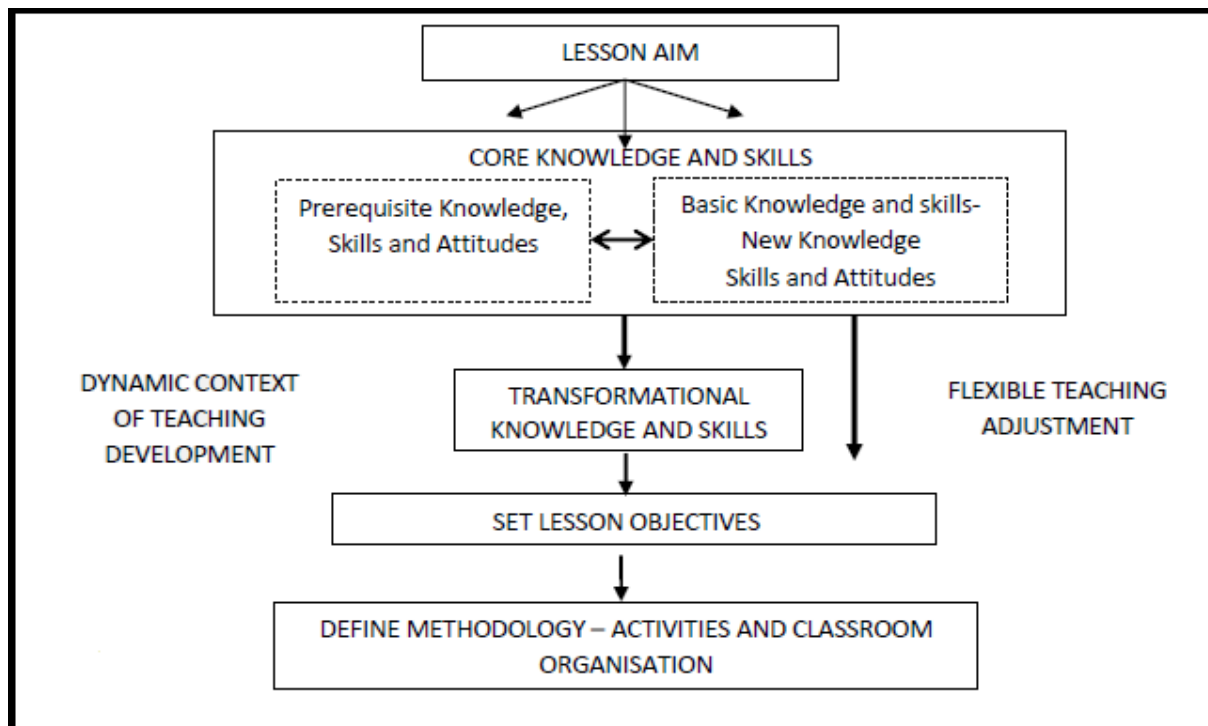 LESSON AIM
CORE KNOWLEDGE AND SKILLS
Prerequisite Knowledge,
Skills and Attitudes
Basic Knowledge and skills-
New Knowledge
Skills and Attitudes
DYNAMIC CONTEXT
OF TEACHING
DEVELOPMENT
TRANSFORMATIONAL
KNOWLEDGE AND SKILLS
FLEXIBLE TEACHING
ADJUSTMENT
SET LESSON OBJECTIVES
DEFINE METHODOLOGY – ACTIVITIES AND CLASSROOM
ORGANISATION